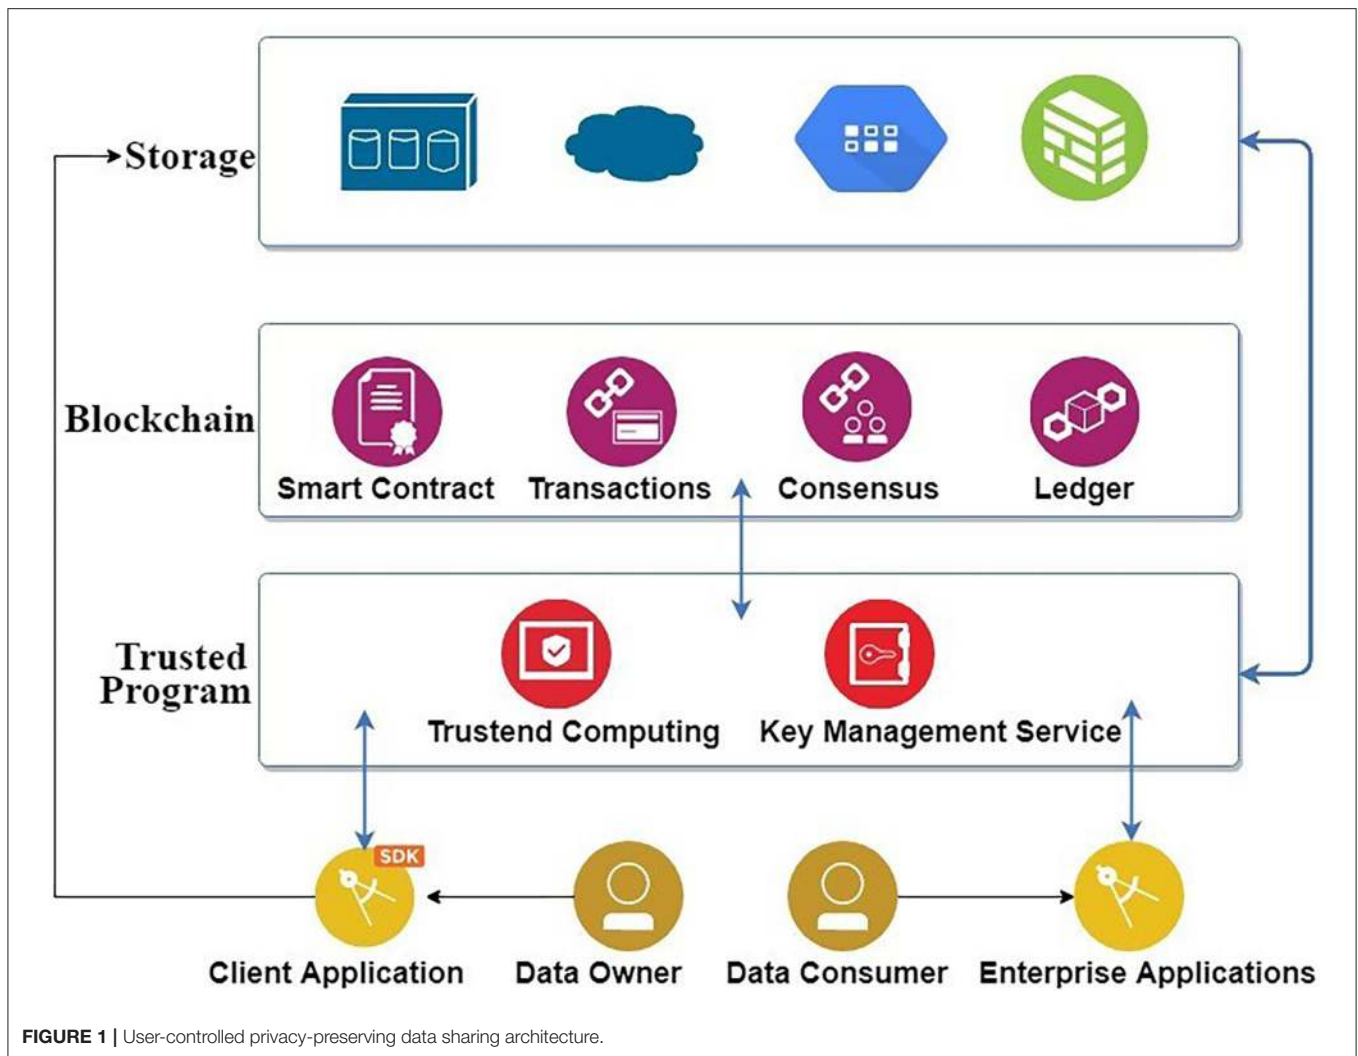 Storage
Blockchain
Smart Contract
Transactions
Consensus
Ledger
Trusted
Program
Trustend Computing
Key Management Service
SDK
Client Application
Data Owner
Data Consumer
Enterprise Applications
FIGURE 1 | User-controlled privacy-preserving data sharing architecture.